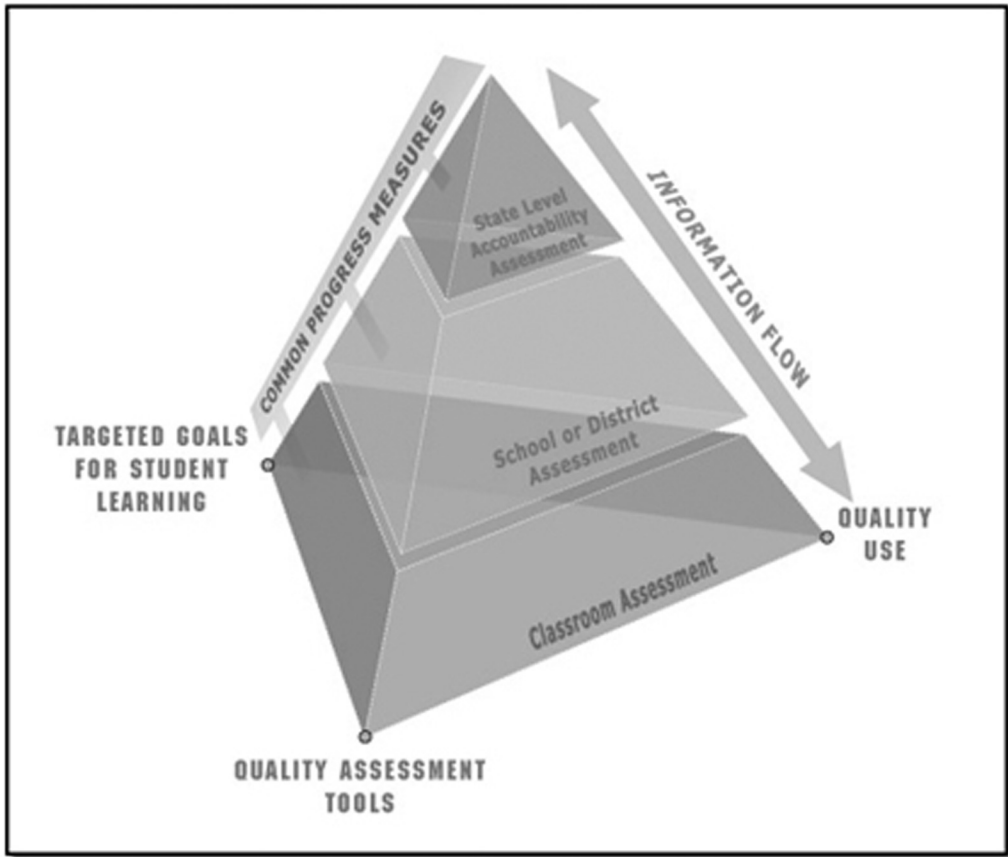 COMMON PROGRESS MEASURES
INFORMATION FLOW
State Level
Accountability
Assessment
School or District
Assessment
Classroom Assessment
TARGETED GOALS
FOR STUDENT
LEARNING
QUALITY
USE
QUALITY ASSESSMENT
TOOLS